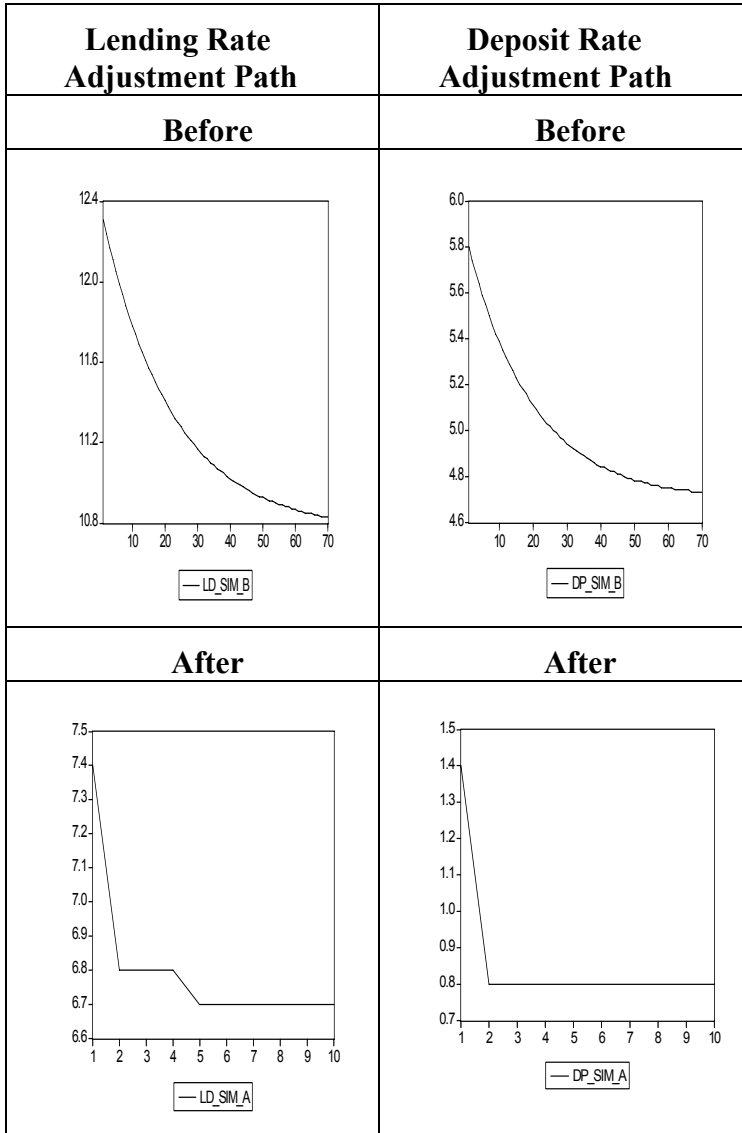 Lending Rate
Adjustment Path
Deposit Rate
Adjustment Path
Before
Before
12.4
12.0
11.6
11.2
10.8
10 20 30 40 50 60 70
LD_SIM_B
6.0
5.8
5.6
5.4
5.2
5.0
4.8
4.6
10 20 30 40 50 60 70
DP_SIM_B
After
After
7.5
7.4
7.3
7.2
7.1
7.0
6.9
6.8
6.7
6.6
1 2 3 4 5 6 7 8 9 10
LD_SIM_A
1.5
1.4
1.3
1.2
1.1
1.0
0.9
0.8
0.7
1 2 3 4 5 6 7 8 9 10
DP_SIM_A